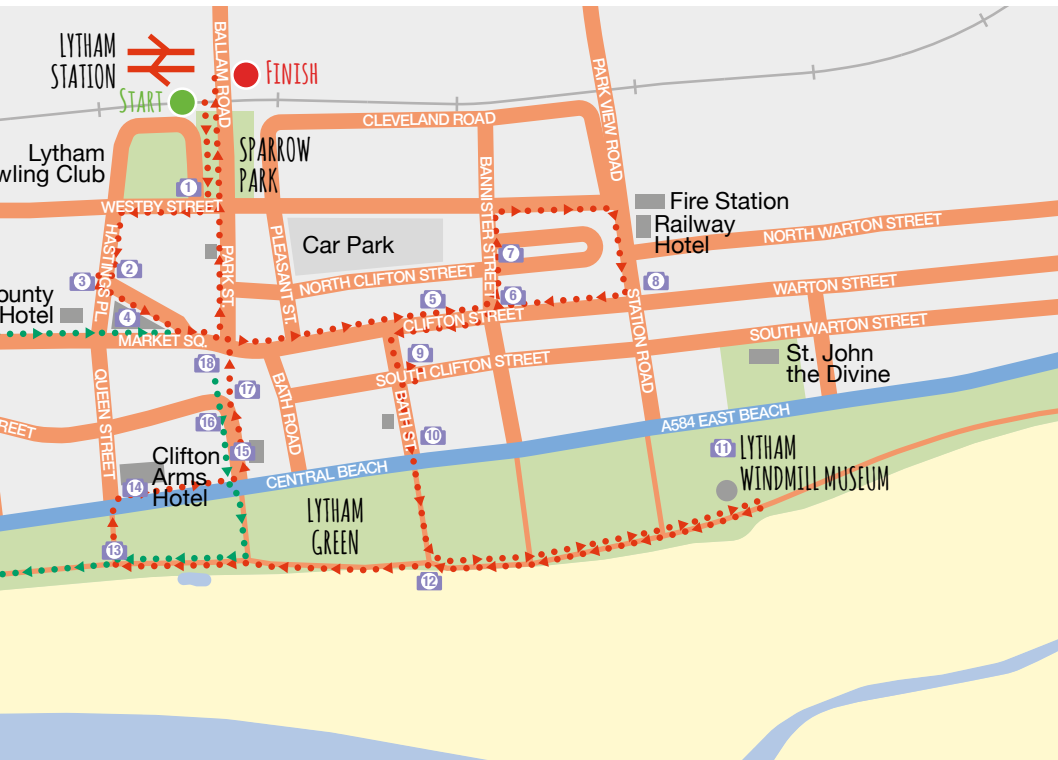 LYTHAM
STATION
START
FINISH
BALLAM ROAD
PARK VIEW ROAD
CLEVELAND ROAD
SPARROW
PARK
Lytham
wling Club
1
WESTBY STREET
Fire Station
Railway
Hotel
NORTH WARTON STREET
HASTINGS PL.
PARK ST.
PLEASANT ST.
Car Park
BANNISTER STREET
7
2
3
NORTH CLIFTON STREET
8
WARTON STREET
ounty
Hotel
4
5
6
CLIFTON STREET
STATION ROAD
SOUTH WARTON STREET
MARKET SQ.
18
9
SOUTH CLIFTON STREET
St. John
the Divine
QUEEN STREET
17
BATH ROAD
BATH ST.
REET
16
10
A584 EAST BEACH
Clifton
Arms
Hotel
15
14
CENTRAL BEACH
11
LYTHAM
WINDMILL MUSEUM
LYTHAM
GREEN
13
12